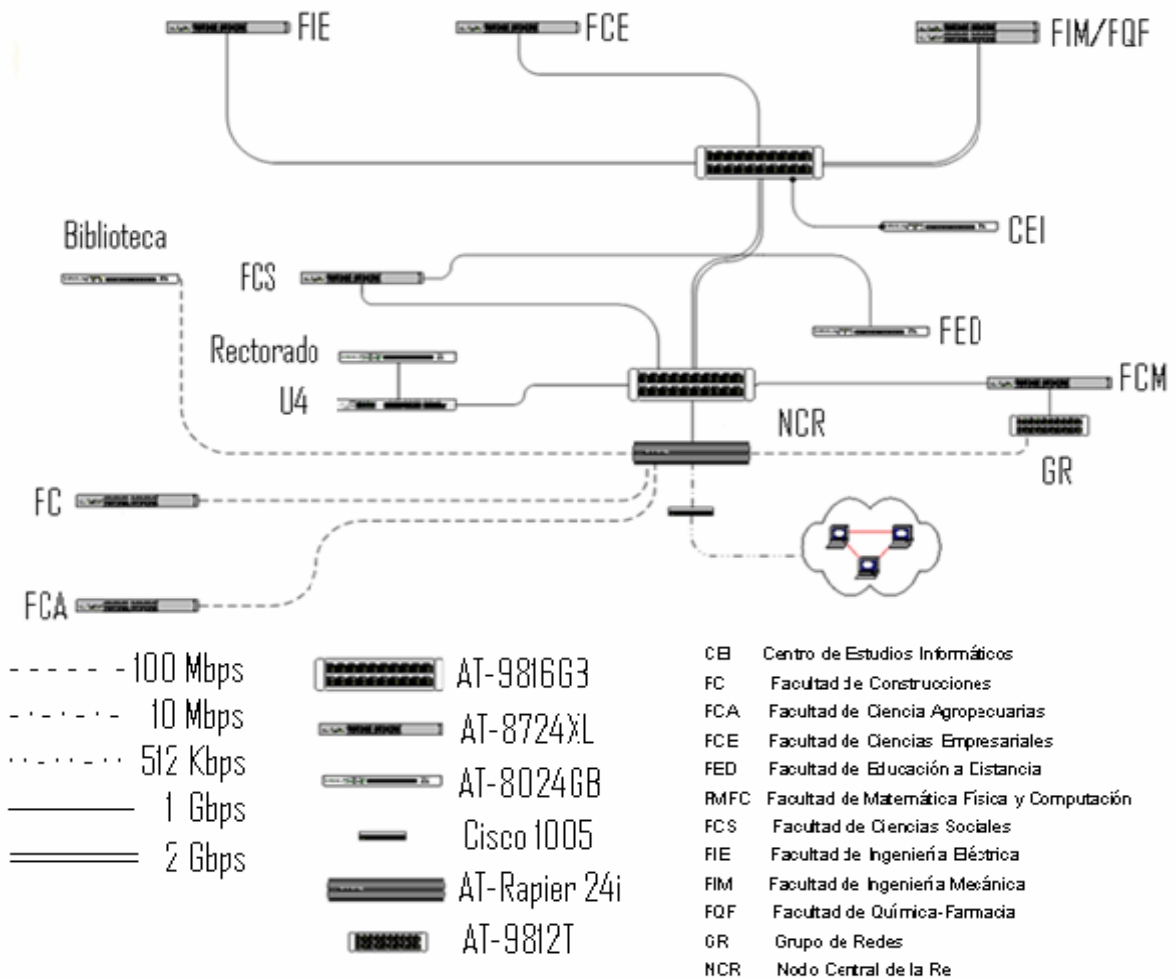 FIE
FCE
FIM/FQF
CEI
Biblioteca
FCS
FED
Rectorado
U4
FCM
NCR
GR
FC
FCA
100 Mbps
10 Mbps
512 Kbps
1 Gbps
2 Gbps
AT-9816GB
AT-8724XL
AT-8024GB
Cisco 1005
AT-Rapier 24i
AT-9812T
CEI Centro de Estudios Informáticos
FC Facultad de Construcciones
FCA Facultad de Ciencia Agropecuarias
FCE Facultad de Ciencias Empresariales
FED Facultad de Educación a Distancia
FMFC Facultad de Matemática Física y Computación
FCS Facultad de Ciencias Sociales
FIE Facultad de Ingeniería Eléctrica
FIM Facultad de Ingeniería Mecánica
FQF Facultad de Química-Farmacia
GR Grupo de Redes
NCR Nodo Central de la Re